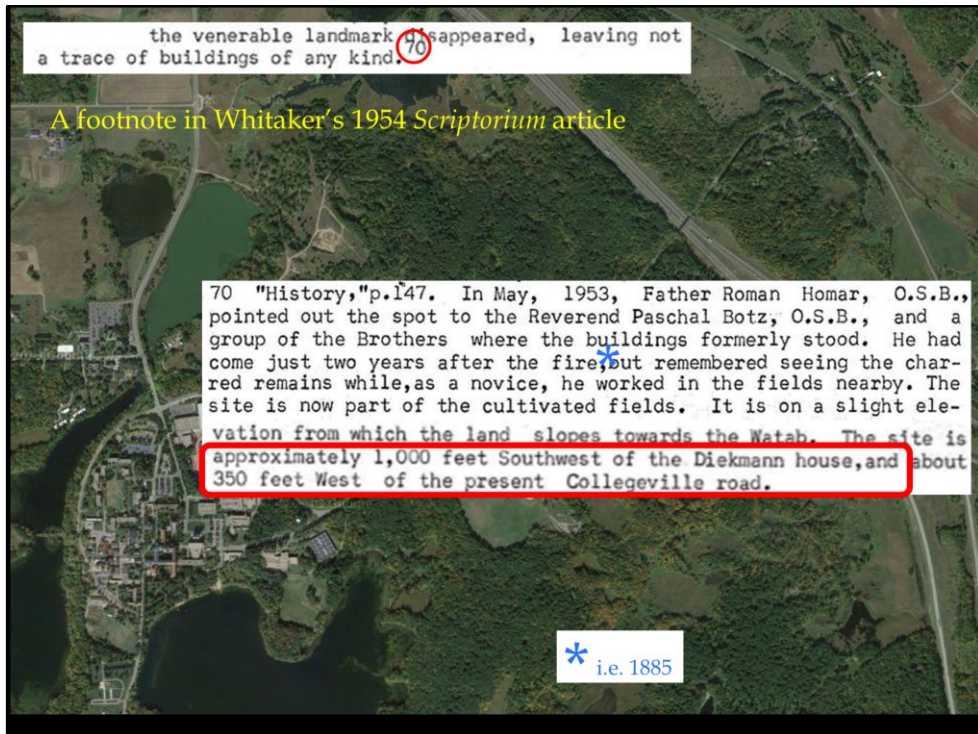 the venerable landmark disappeared, leaving not
a trace of buildings of any kind.70
A footnote in Whitaker's 1954 Scriptorium article
70 "History,"p.147. In May, 1953, Father Roman Homar, O.S.B.,
pointed out the spot to the Reverend Paschal Botz, O.S.B., and a
group of the Brothers where the buildings formerly stood. He had
come just two years after the fire,*but remembered seeing the char-
red remains while,as a novice, he worked in the fields nearby. The
site is now part of the cultivated fields. It is on a slight ele-
vation from which the land slopes towards the Watab. The site is
approximately 1,000 feet Southwest of the Diekmann house,and about
350 feet West of the present Collegeville road.
* i.e. 1885